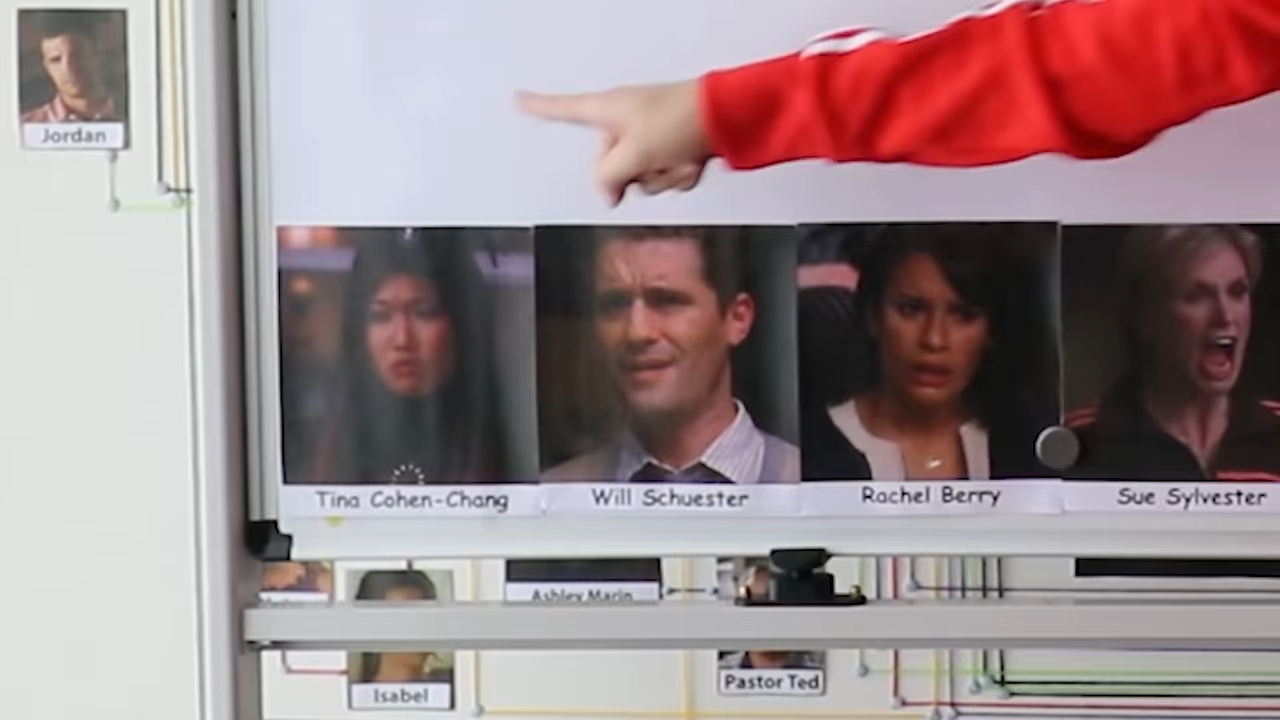 Jordan
Tina Cohen-Chang
Will Schuester
Rachel Berry
Sue Sylvester
Ashley Marin
Isabel
Pastor Ted